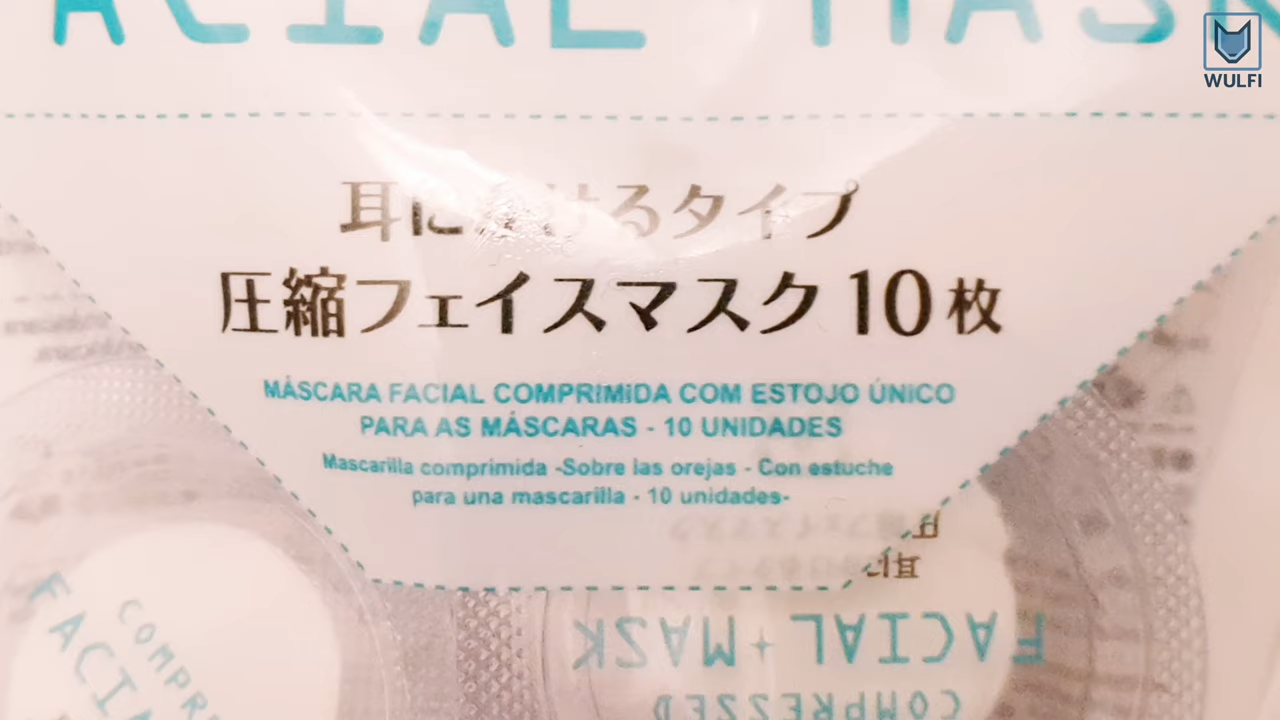 FACIAL MASK
WULFI
耳にかけるタイプ
圧縮フェイスマスク10枚
MÁSCARA FACIAL COMPRIMIDA COM ESTOJO ÚNICO
PARA AS MÁSCARAS - 10 UNIDADES
Mascarilla comprimida -Sobre las orejas - Con estuche
para una mascarilla - 10 unidades-
FACIAL + MASK
COMPRESSED